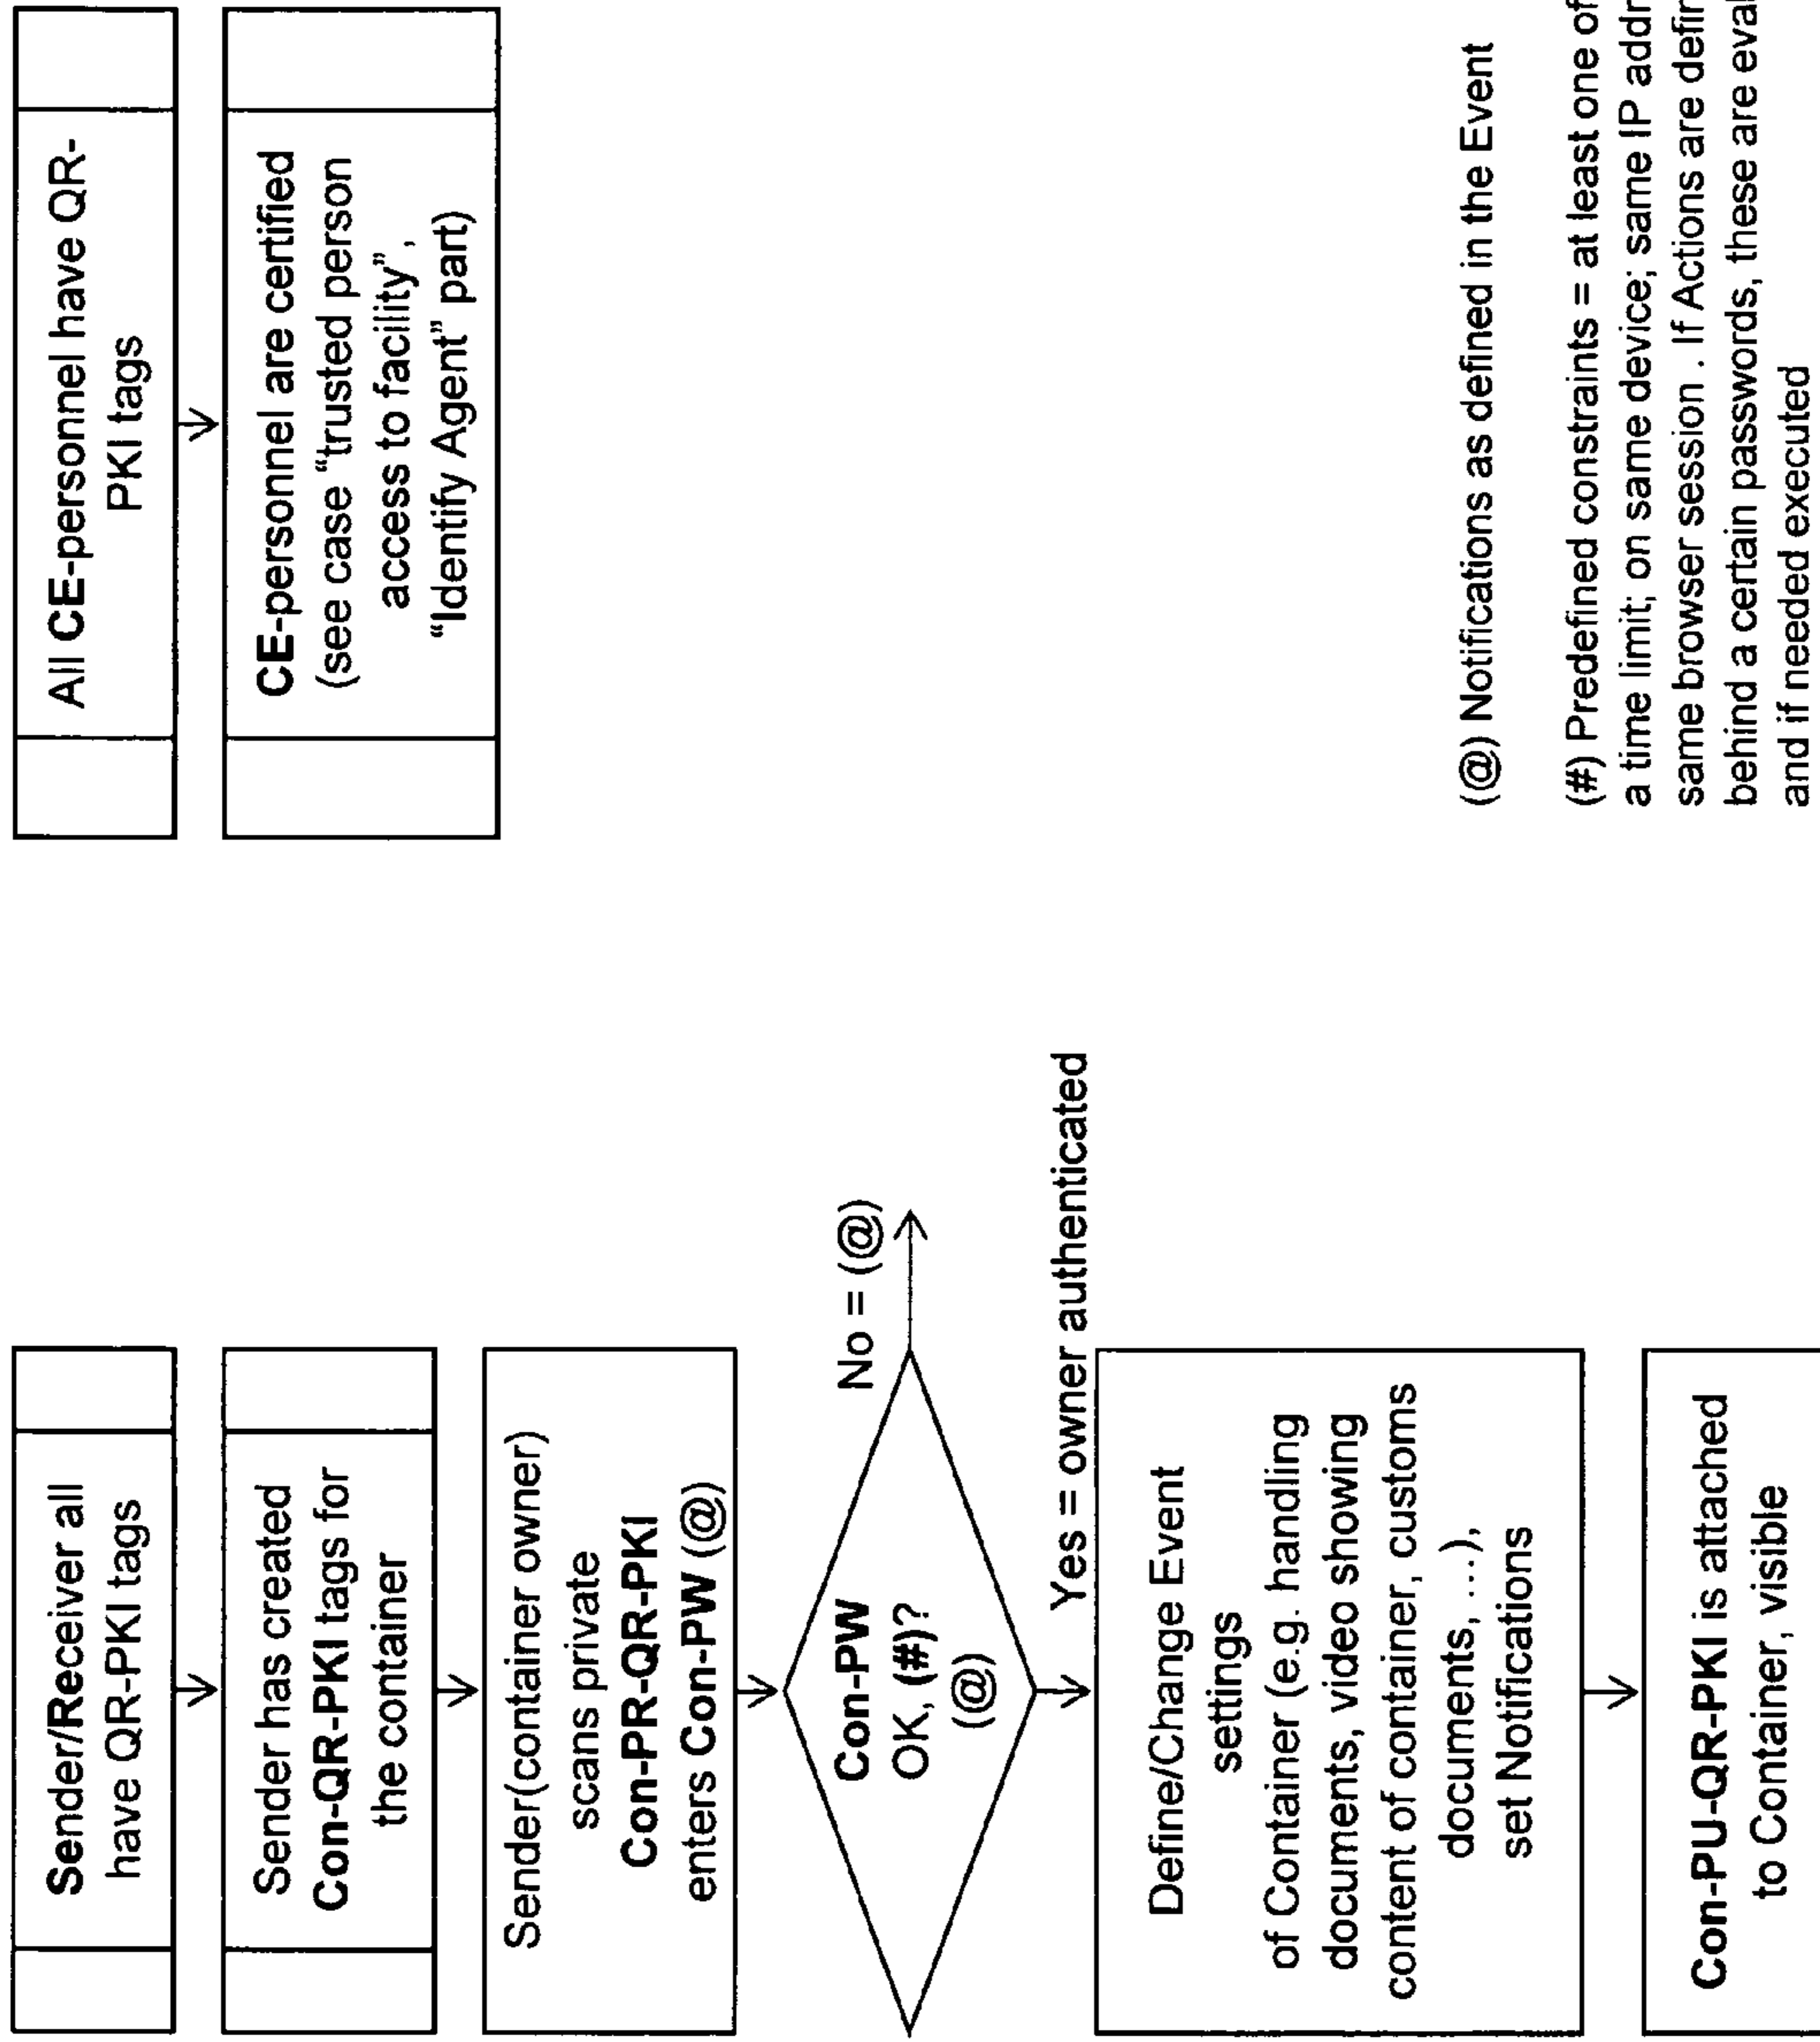 Sender/Receiver all
have QR-PKI tags
Sender has created
Con-QR-PKI tags for
the container
Sender(container owner)
scans private
Con-PR-QR-PKI
enters Con-PW (@)
Con-PW
OK, (#)?
(@)
No = (@)
Yes = owner authenticated
Define/Change Event
settings
of Container (e.g. handling
documents, video showing
content of container, customs
documents, …),
set Notifications
Con-PU-QR-PKI is attached
to Container, visible
All CE-personnel have QR-
PKI tags
CE-personnel are certified
(see case “trusted person
access to facility”,
“Identify Agent” part)
(@) Notifications as defined in the Event
(#) Predefined constraints = at least one of
a time limit; on same device; same IP addr
same browser session . If Actions are defin
behind a certain passwords, these are eval
and if needed executed